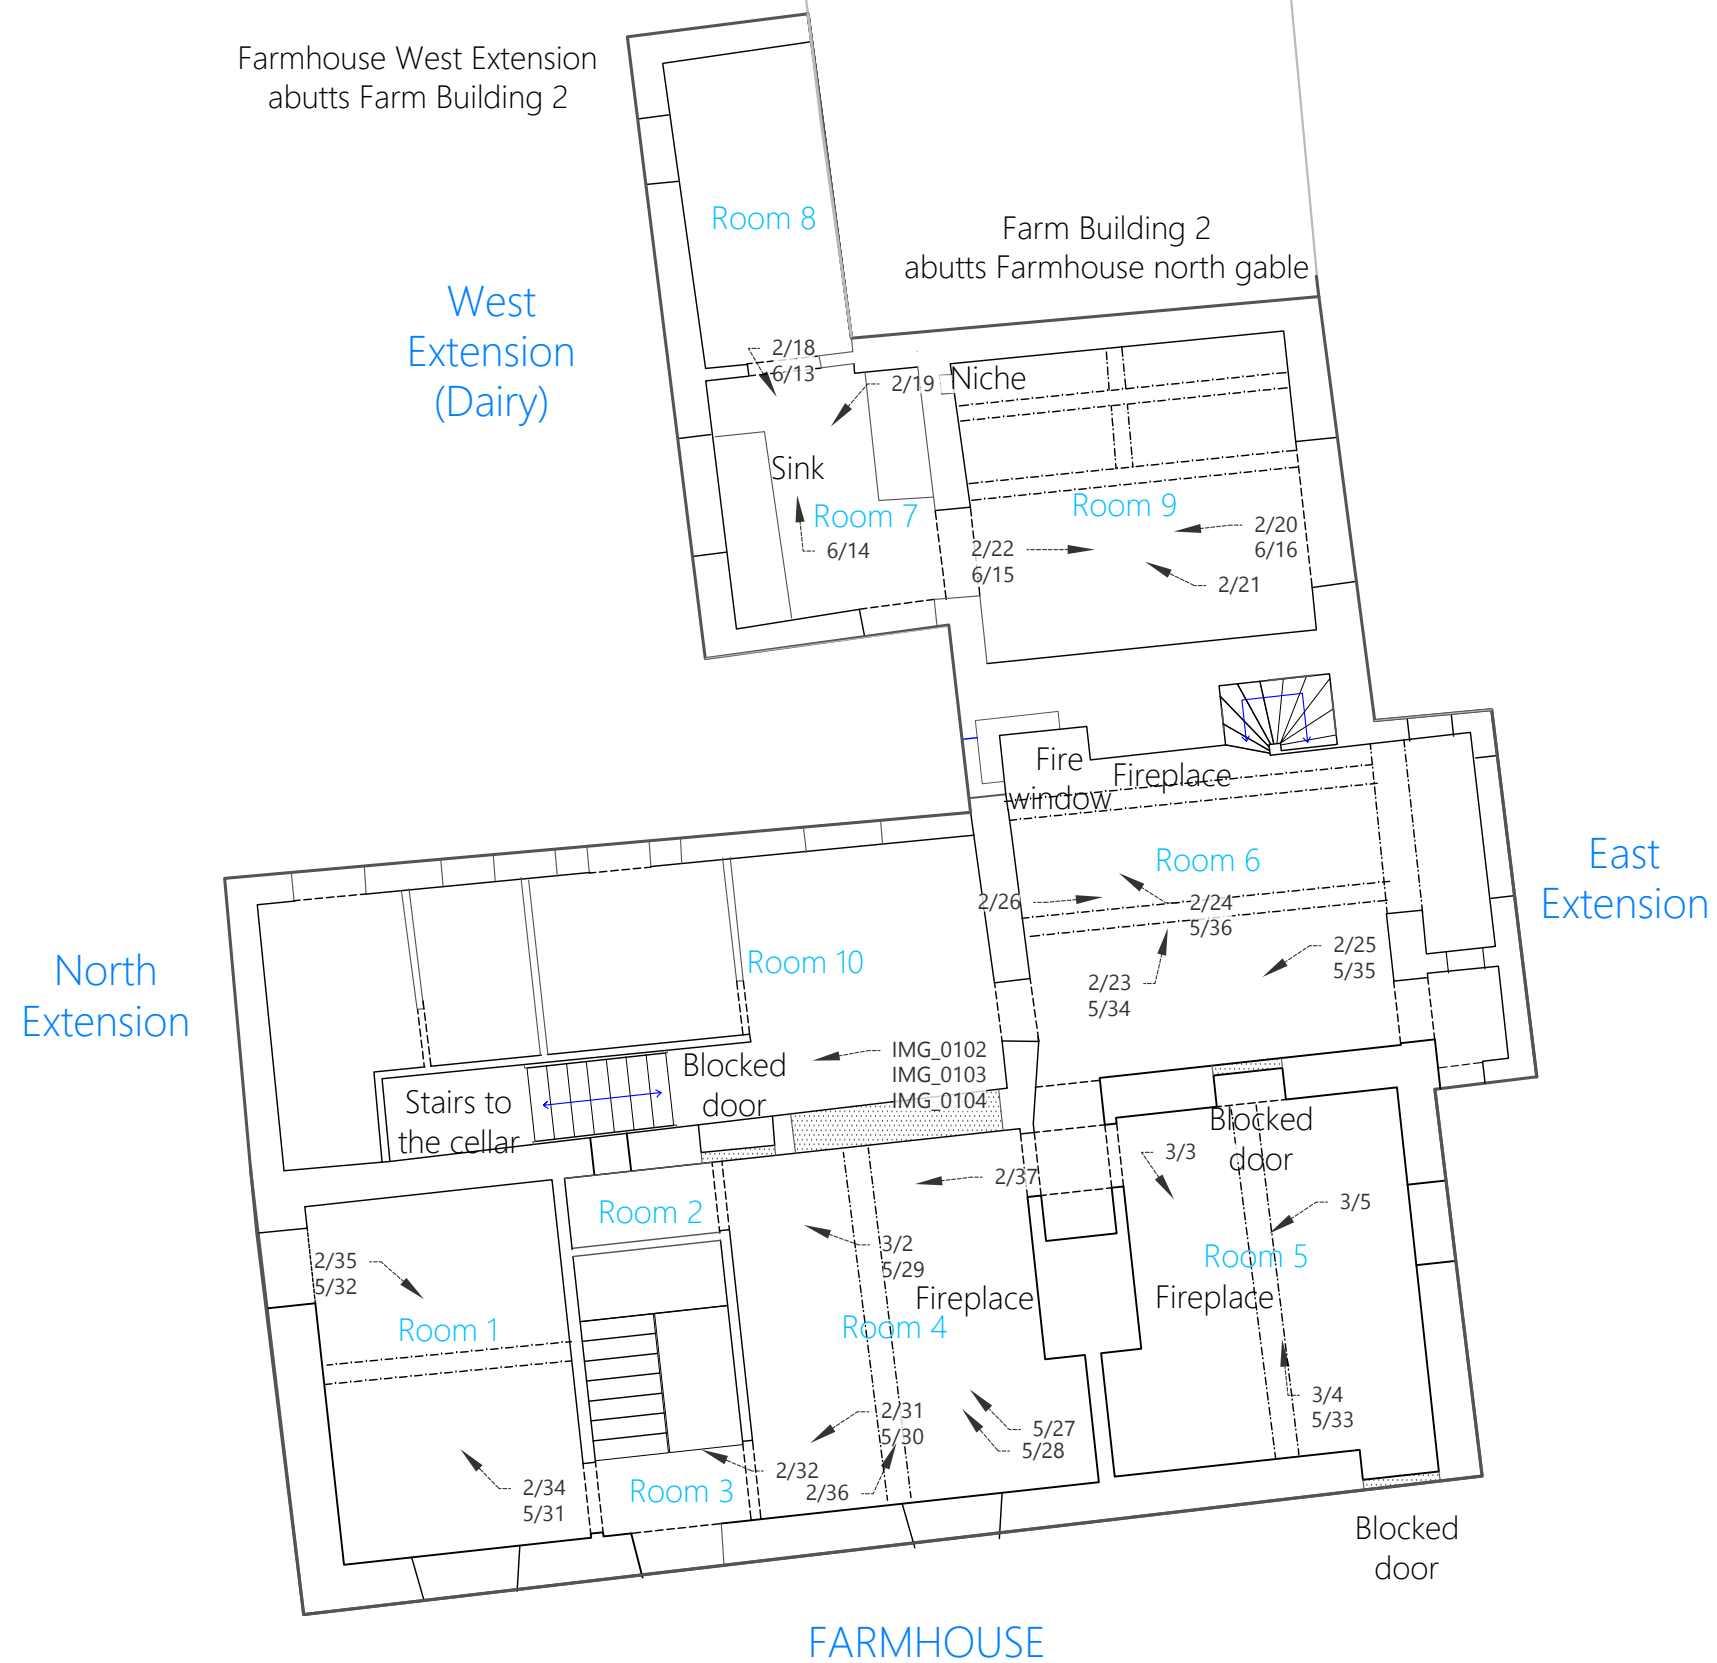 Farmhouse West Extension
abutts Farm Building 2
Room 8
Farm Building 2
abutts Farmhouse north gable
West
Extension
(Dairy)
2/18
6/13
2/19
Niche
Sink
Room 7
6/14
Room 9
2/22
6/15
2/20
6/16
2/21
Fire
window
Fireplace
Room 6
East
Extension
2/26
2/24
5/36
2/25
5/35
2/23
5/34
North
Extension
Room 10
IMG_0102
IMG_0103
IMG_0104
Blocked
door
Stairs to
the cellar
Blocked
door
3/3
2/37
3/5
Room 2
3/2
5/29
2/35
5/32
Room 5
Fireplace
Fireplace
Room 1
Room 4
3/4
5/33
2/31
5/30
5/27
5/28
2/32
2/36
Room 3
2/34
5/31
Blocked
door
FARMHOUSE